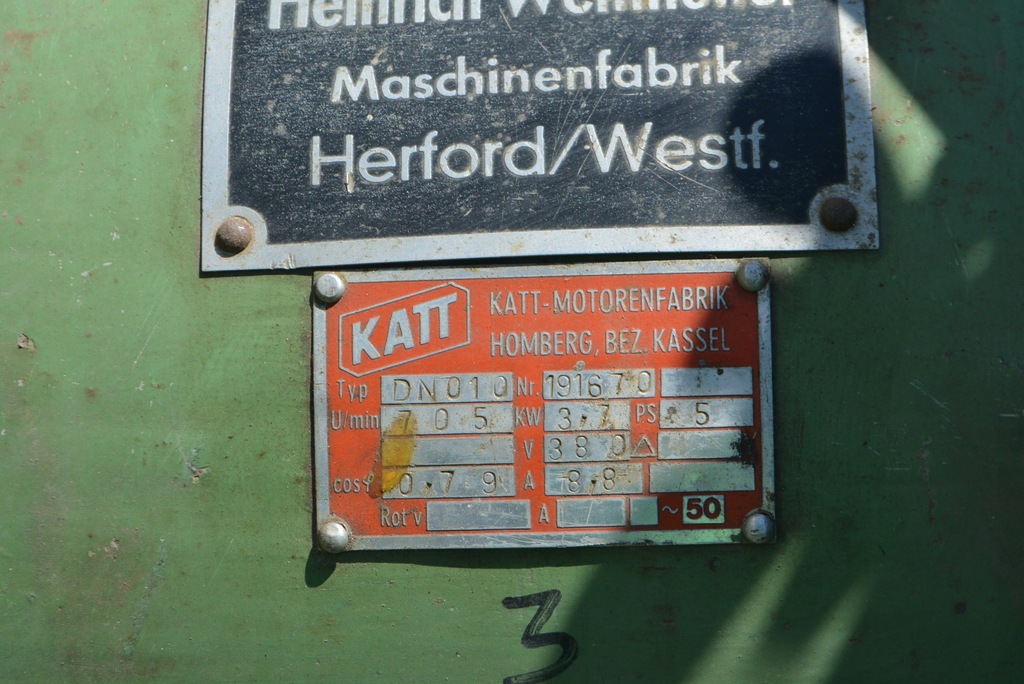 Maschinenfabrik
Herford/Westf.
KATT KATT-MOTORENFABRIK
HOMBERG, BEZ. KASSEL
Typ DN010 Nr. 191670
U/min 705 KW 3.7 PS 5
V 380 △
cosφ 0.79 A 8.8
Rot v A ~ 50
3